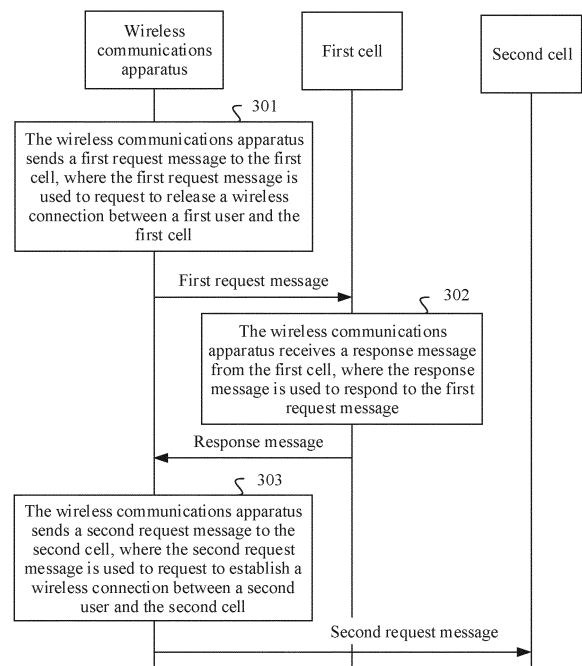 Wireless
communications
apparatus
First cell
Second cell
301
The wireless communications apparatus
sends a first request message to the first
cell, where the first request message is
used to request to release a wireless
connection between a first user and the
first cell
First request message
302
The wireless communications
apparatus receives a response message
from the first cell, where the response
message is used to respond to the first
request message
Response message
303
The wireless communications apparatus
sends a second request message to the
second cell, where the second request
message is used to request to establish a
wireless connection between a second
user and the second cell
Second request message